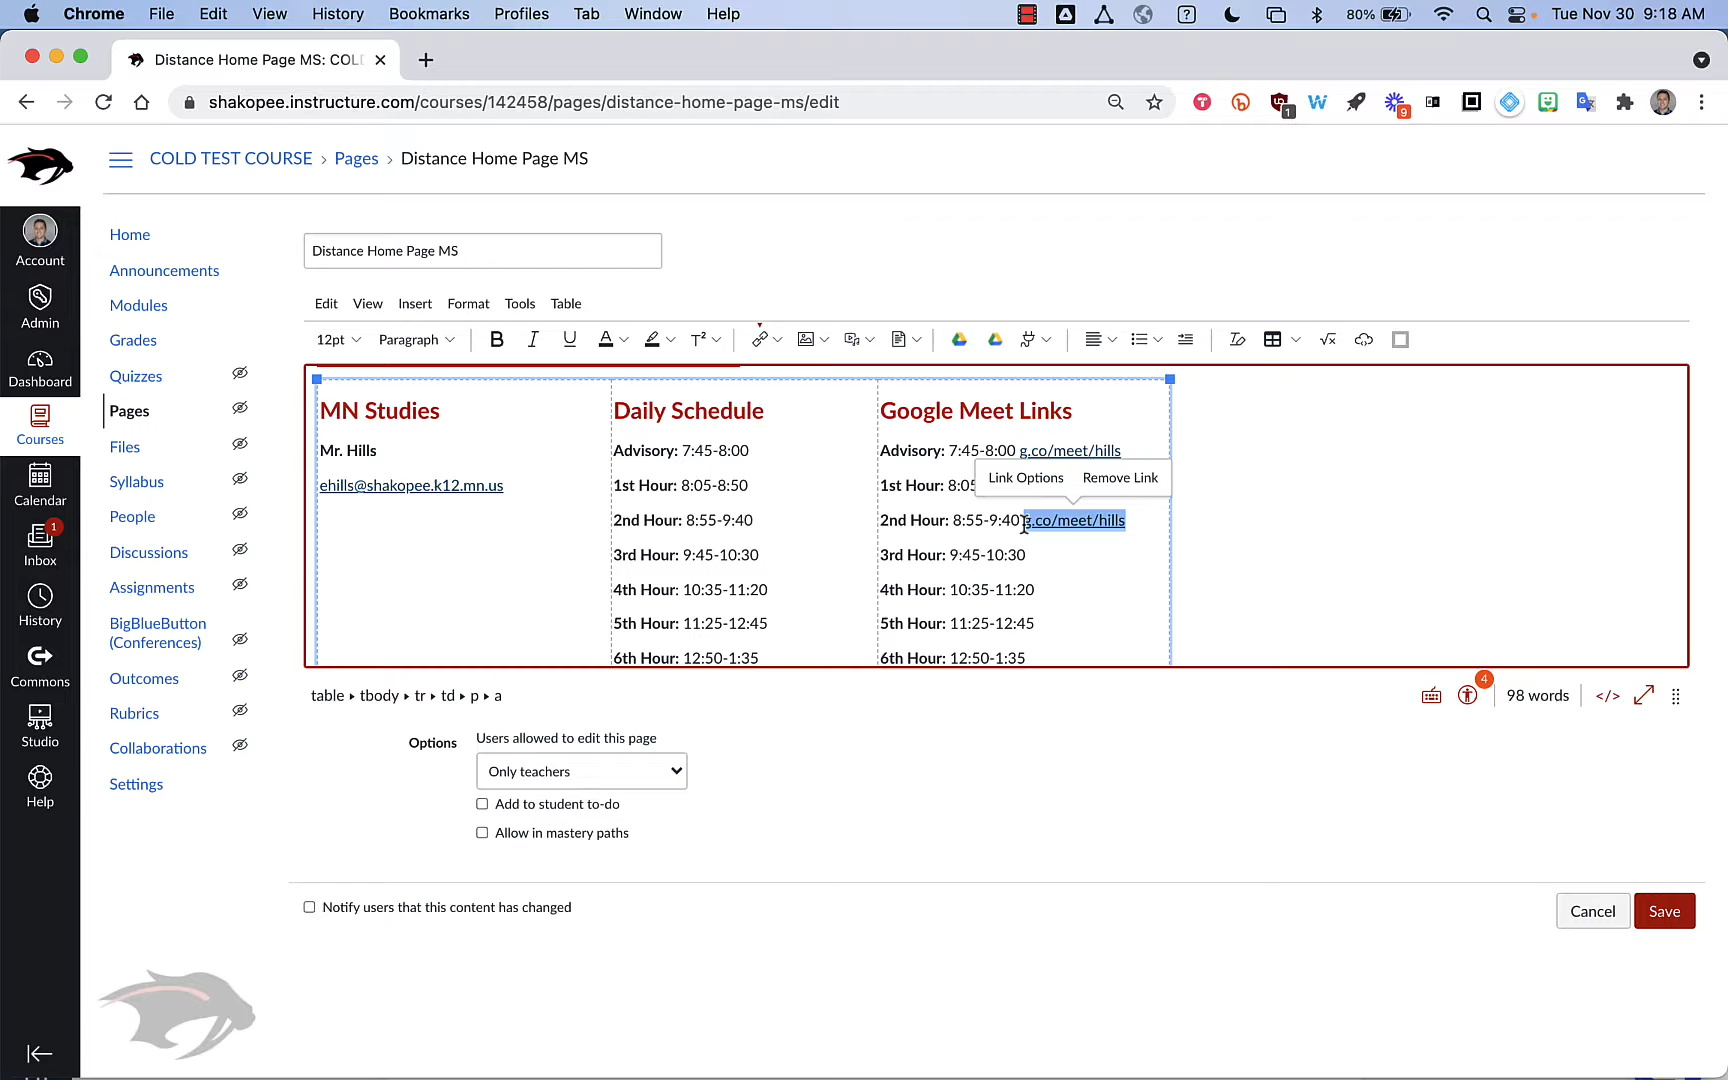 Chrome File Edit View History Bookmarks Profiles Tab Window Help 80% Tue Nov 30 9:18 AM
Distance Home Page MS: COLD
shakopee.instructure.com/courses/142458/pages/distance-home-page-ms/edit 1 9
COLD TEST COURSE › Pages › Distance Home Page MS
Account
Admin
Dashboard
Courses
Calendar
1
Inbox
History
Commons
Studio
Help
Home
Announcements
Modules
Grades
Quizzes
Pages
Files
Syllabus
People
Discussions
Assignments
BigBlueButton
(Conferences)
Outcomes
Rubrics
Collaborations
Settings
Distance Home Page MS
Edit View Insert Format Tools Table
12pt Paragraph B I U A T²
MN Studies
Mr. Hills
ehills@shakopee.k12.mn.us
Daily Schedule
Advisory: 7:45-8:00
1st Hour: 8:05-8:50
2nd Hour: 8:55-9:40
3rd Hour: 9:45-10:30
4th Hour: 10:35-11:20
5th Hour: 11:25-12:45
6th Hour: 12:50-1:35
Google Meet Links
Advisory: 7:45-8:00 g.co/meet/hills
Link Options Remove Link
1st Hour: 8:05
2nd Hour: 8:55-9:40 g.co/meet/hills
3rd Hour: 9:45-10:30
4th Hour: 10:35-11:20
5th Hour: 11:25-12:45
6th Hour: 12:50-1:35
table ▸ tbody ▸ tr ▸ td ▸ p ▸ a
4
98 words </>
Options
Users allowed to edit this page
Only teachers
Add to student to-do
Allow in mastery paths
Notify users that this content has changed
Cancel Save